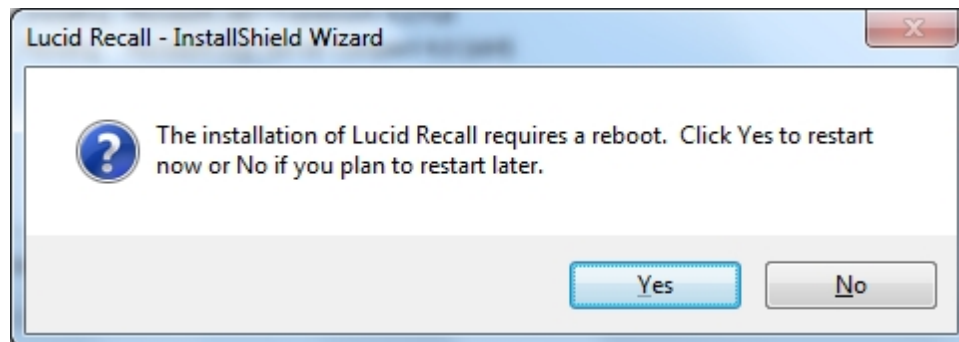 Lucid Recall - InstallShield Wizard
The installation of Lucid Recall requires a reboot.  Click Yes to restart
now or No if you plan to restart later.
Yes
No